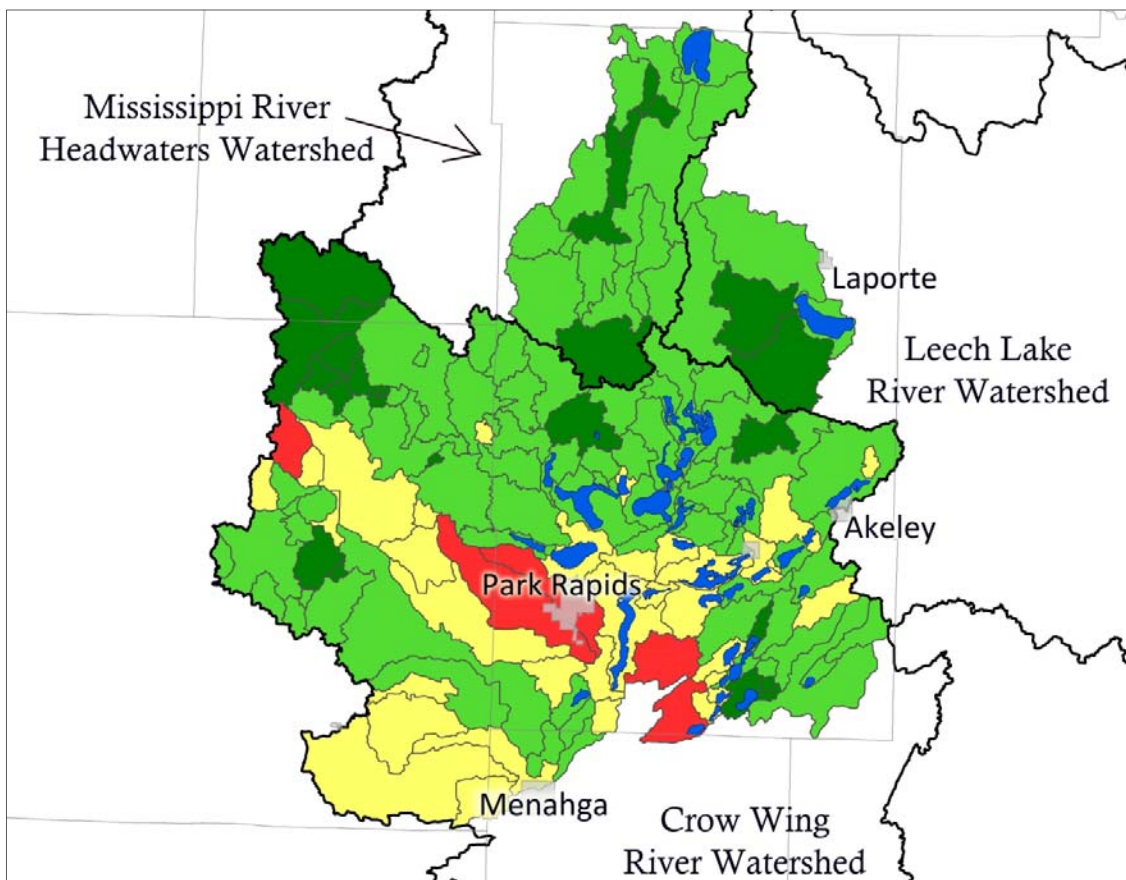 Mississippi River
Headwaters Watershed
Laporte
Leech Lake
River Watershed
Akeley
Park Rapids
Menahga
Crow Wing
River Watershed